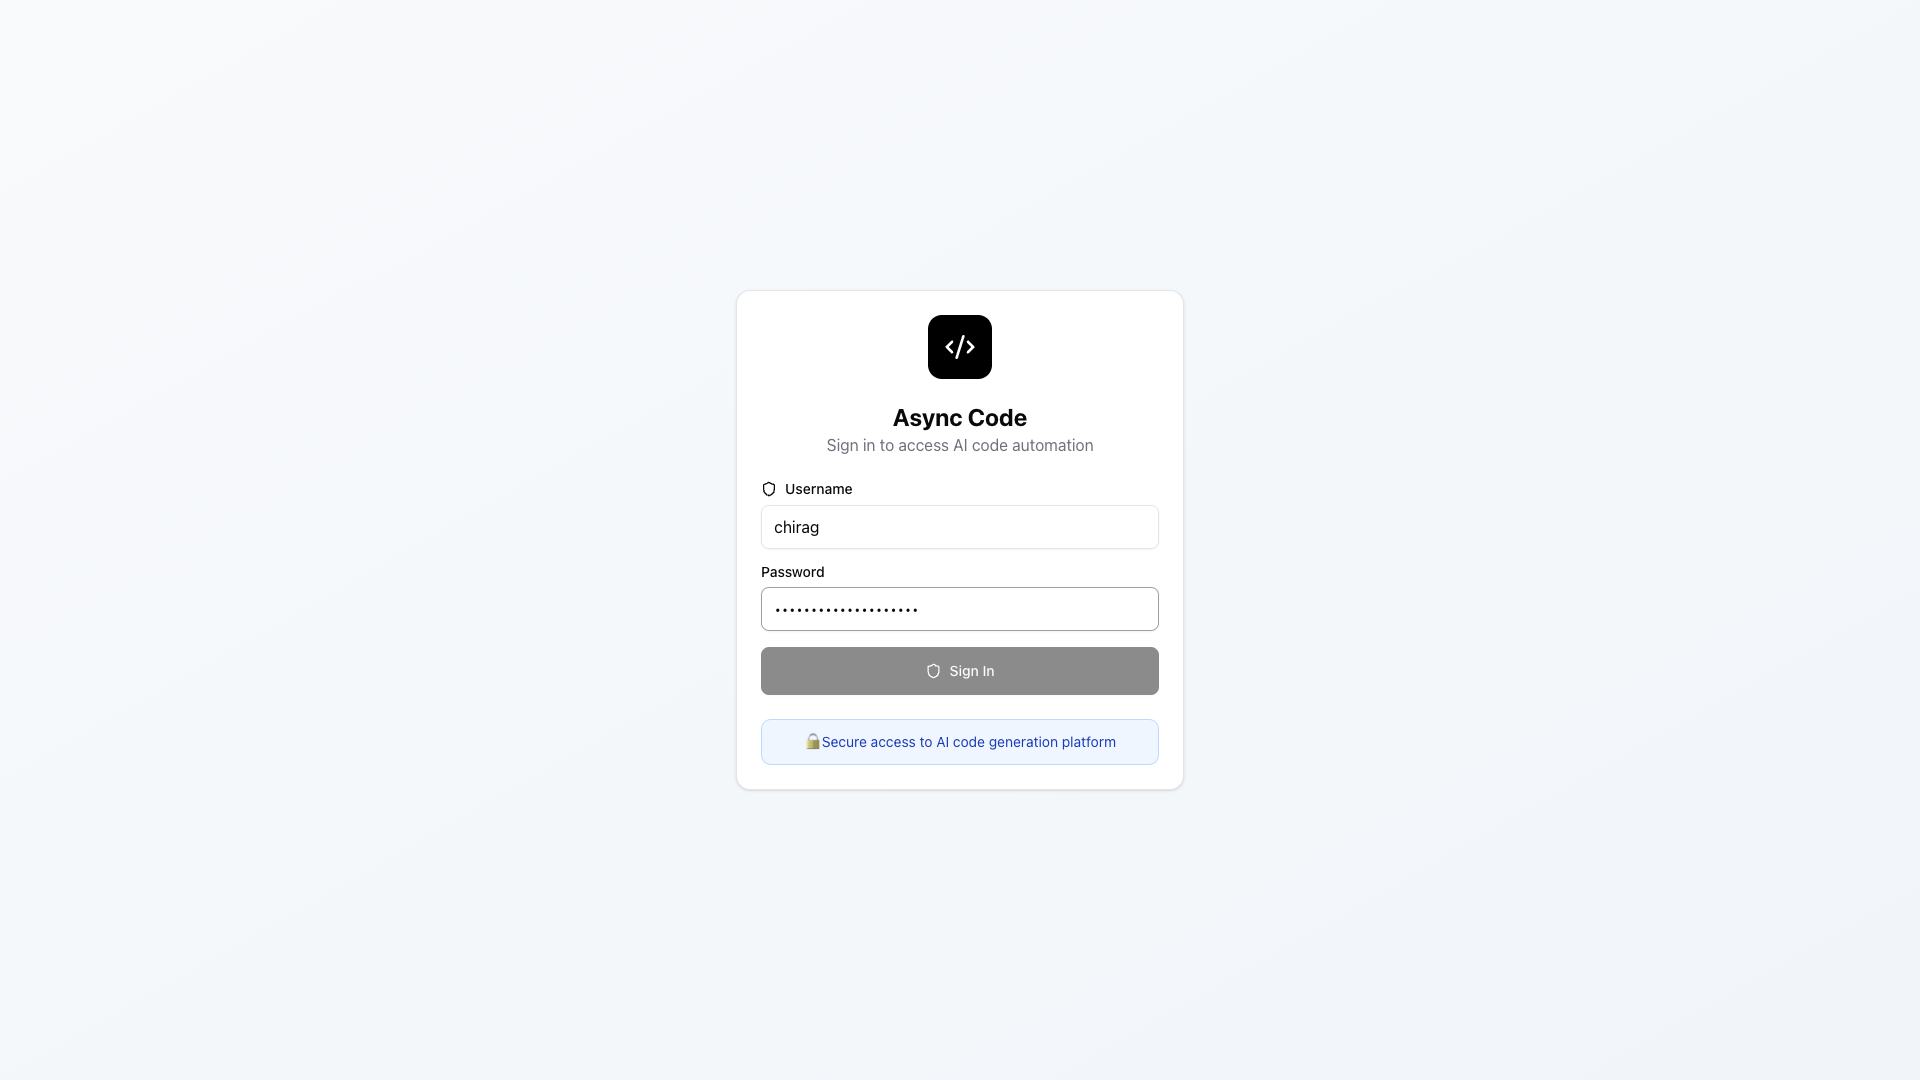 Async Code
Sign in to access AI code automation
Username
chirag
Password
••••••••••••••••••••
Sign In
🔒Secure access to AI code generation platform